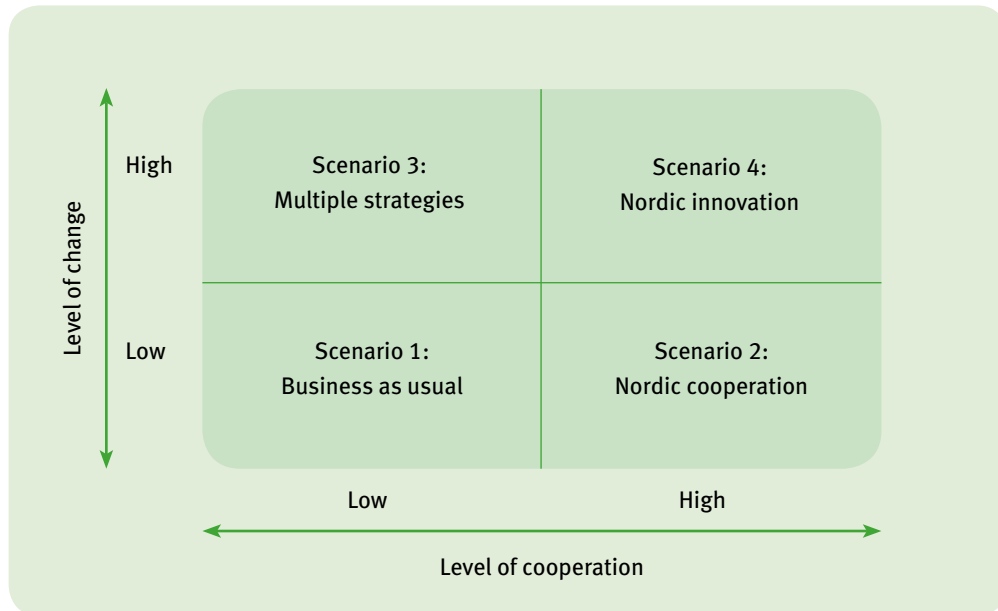 Level of change
High
Scenario 3:
Multiple strategies
Scenario 4:
Nordic innovation
Low
Scenario 1:
Business as usual
Scenario 2:
Nordic cooperation
Low
High
Level of cooperation